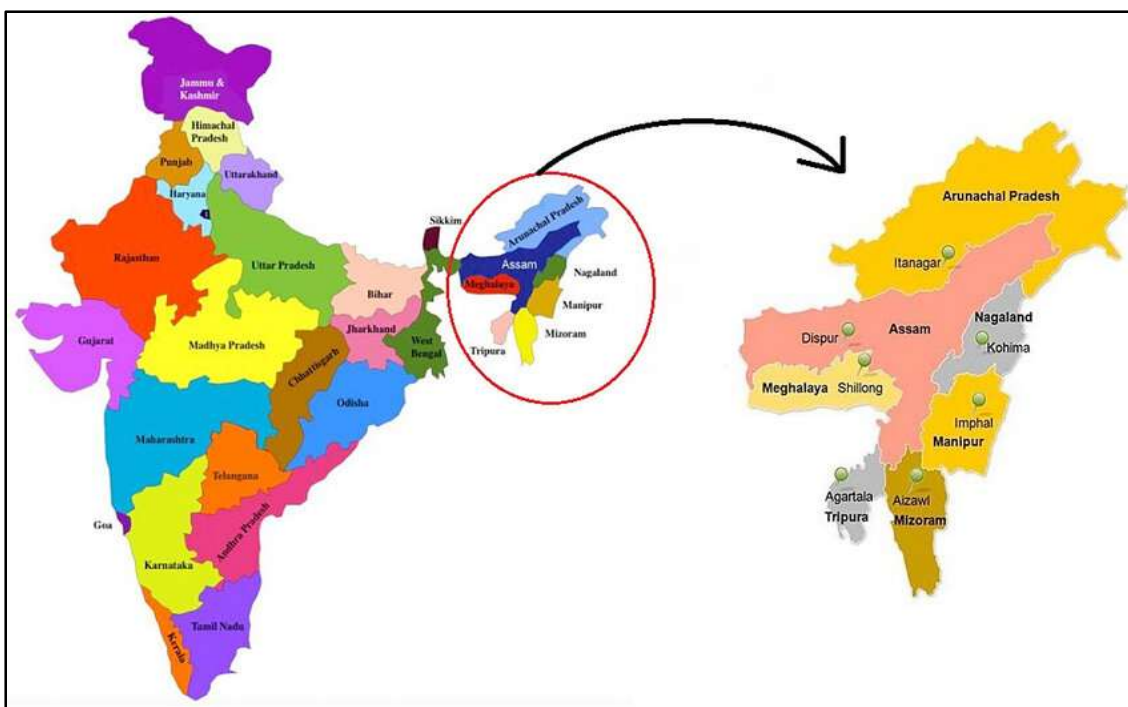 Jammu &
Kashmir
Himachal
Pradesh
Punjab
Uttarakhand
Haryana
Rajasthan
Uttar Pradesh
Sikkim
Arunachal Pradesh
Assam
Nagaland
Meghalaya
Manipur
Mizoram
Tripura
Bihar
Jharkhand
West
Bengal
Gujarat
Madhya Pradesh
Chhattisgarh
Odisha
Maharashtra
Telangana
Goa
Andhra Pradesh
Karnataka
Tamil Nadu
Kerala
Arunachal Pradesh
Itanagar
Nagaland
Kohima
Assam
Dispur
Meghalaya
Shillong
Imphal
Manipur
Agartala
Tripura
Aizawl
Mizoram